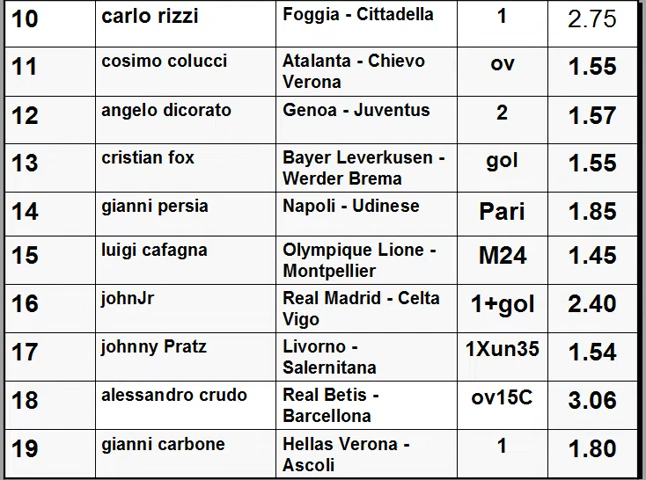 10 carlo rizzi Foggia - Cittadella 1 2.75
11 cosimo colucci Atalanta - Chievo ov 1.55
Verona
12 angelo dicorato Genoa - Juventus 2 1.57
13 cristian fox Bayer Leverkusen - gol 1.55
Werder Brema
14 gianni persia Napoli - Udinese Pari 1.85
15 luigi cafagna Olympique Lione - M24 1.45
Montpellier
16 johnJr Real Madrid - Celta 1+gol 2.40
Vigo
17 johnny Pratz Livorno - 1Xun35 1.54
Salernitana
18 alessandro crudo Real Betis - ov15C 3.06
Barcellona
19 gianni carbone Hellas Verona - 1 1.80
Ascoli